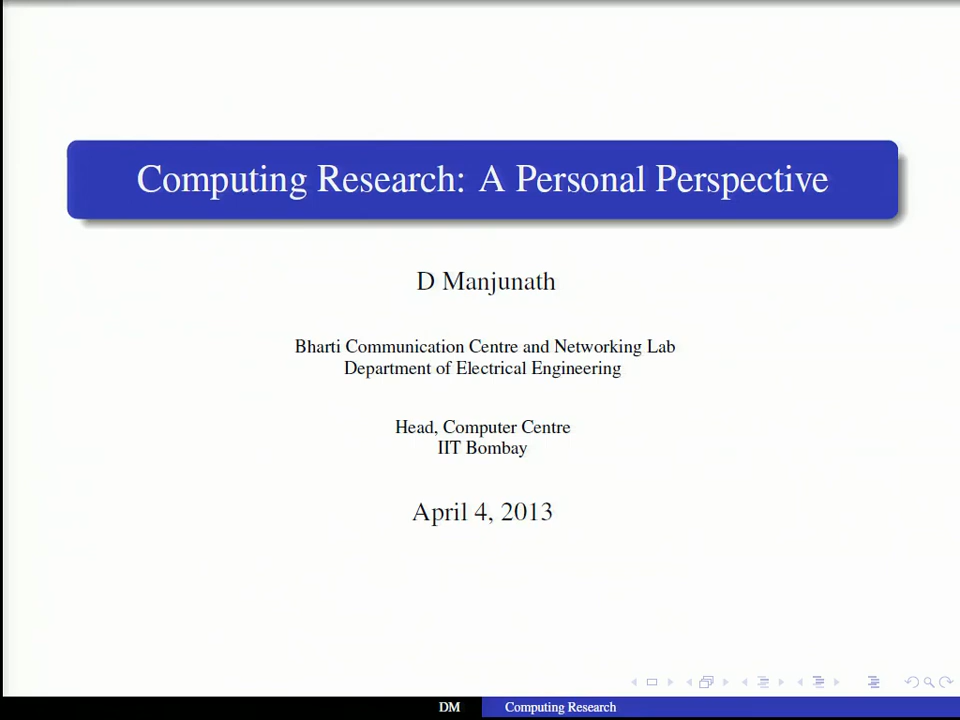 Computing Research: A Personal Perspective
D Manjunath
Bharti Communication Centre and Networking Lab
Department of Electrical Engineering
Head, Computer Centre
IIT Bombay
April 4, 2013
DM
Computing Research